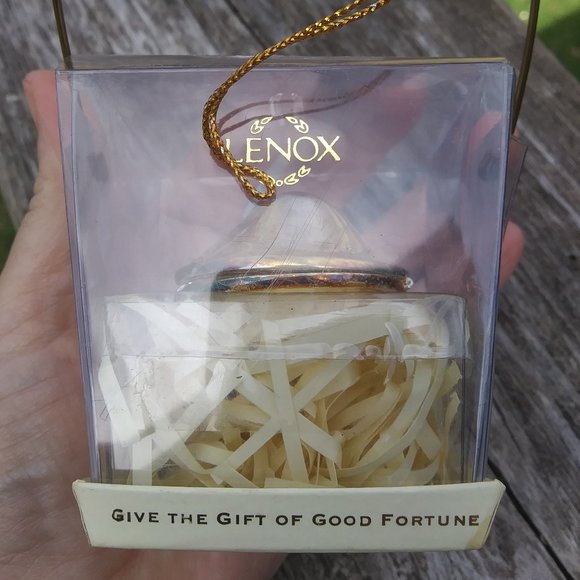 LENOX
GIVE THE GIFT OF GOOD FORTUNE